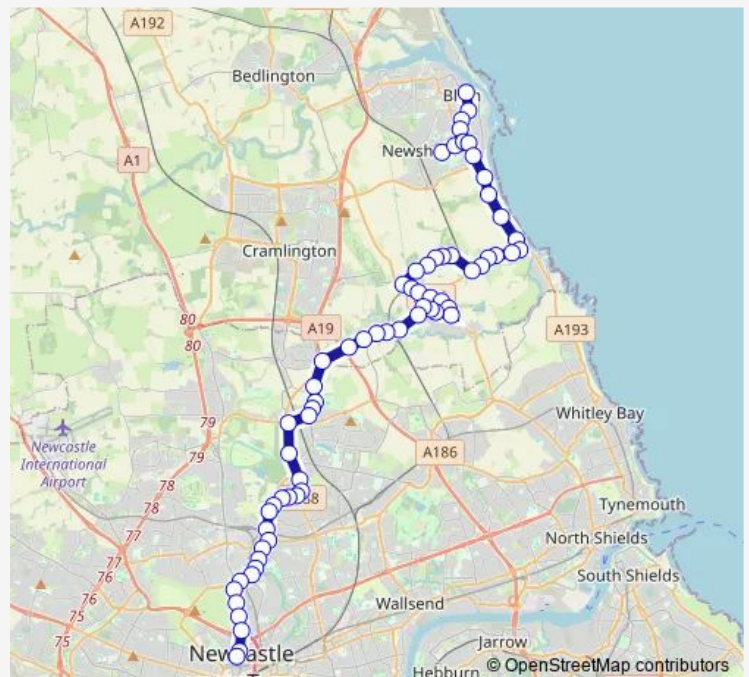 A192
Bedlington
A1
Newsh
Cramlington
80
80
A19
A193
79
79
Whitley Bay
Newcastle
International
Airport
78
A186
78
Tynemouth
77
North Shields
77
76
South Shields
76
75
Wallsend
75
Jarrow
Hebburn
© OpenStreetMap contributors